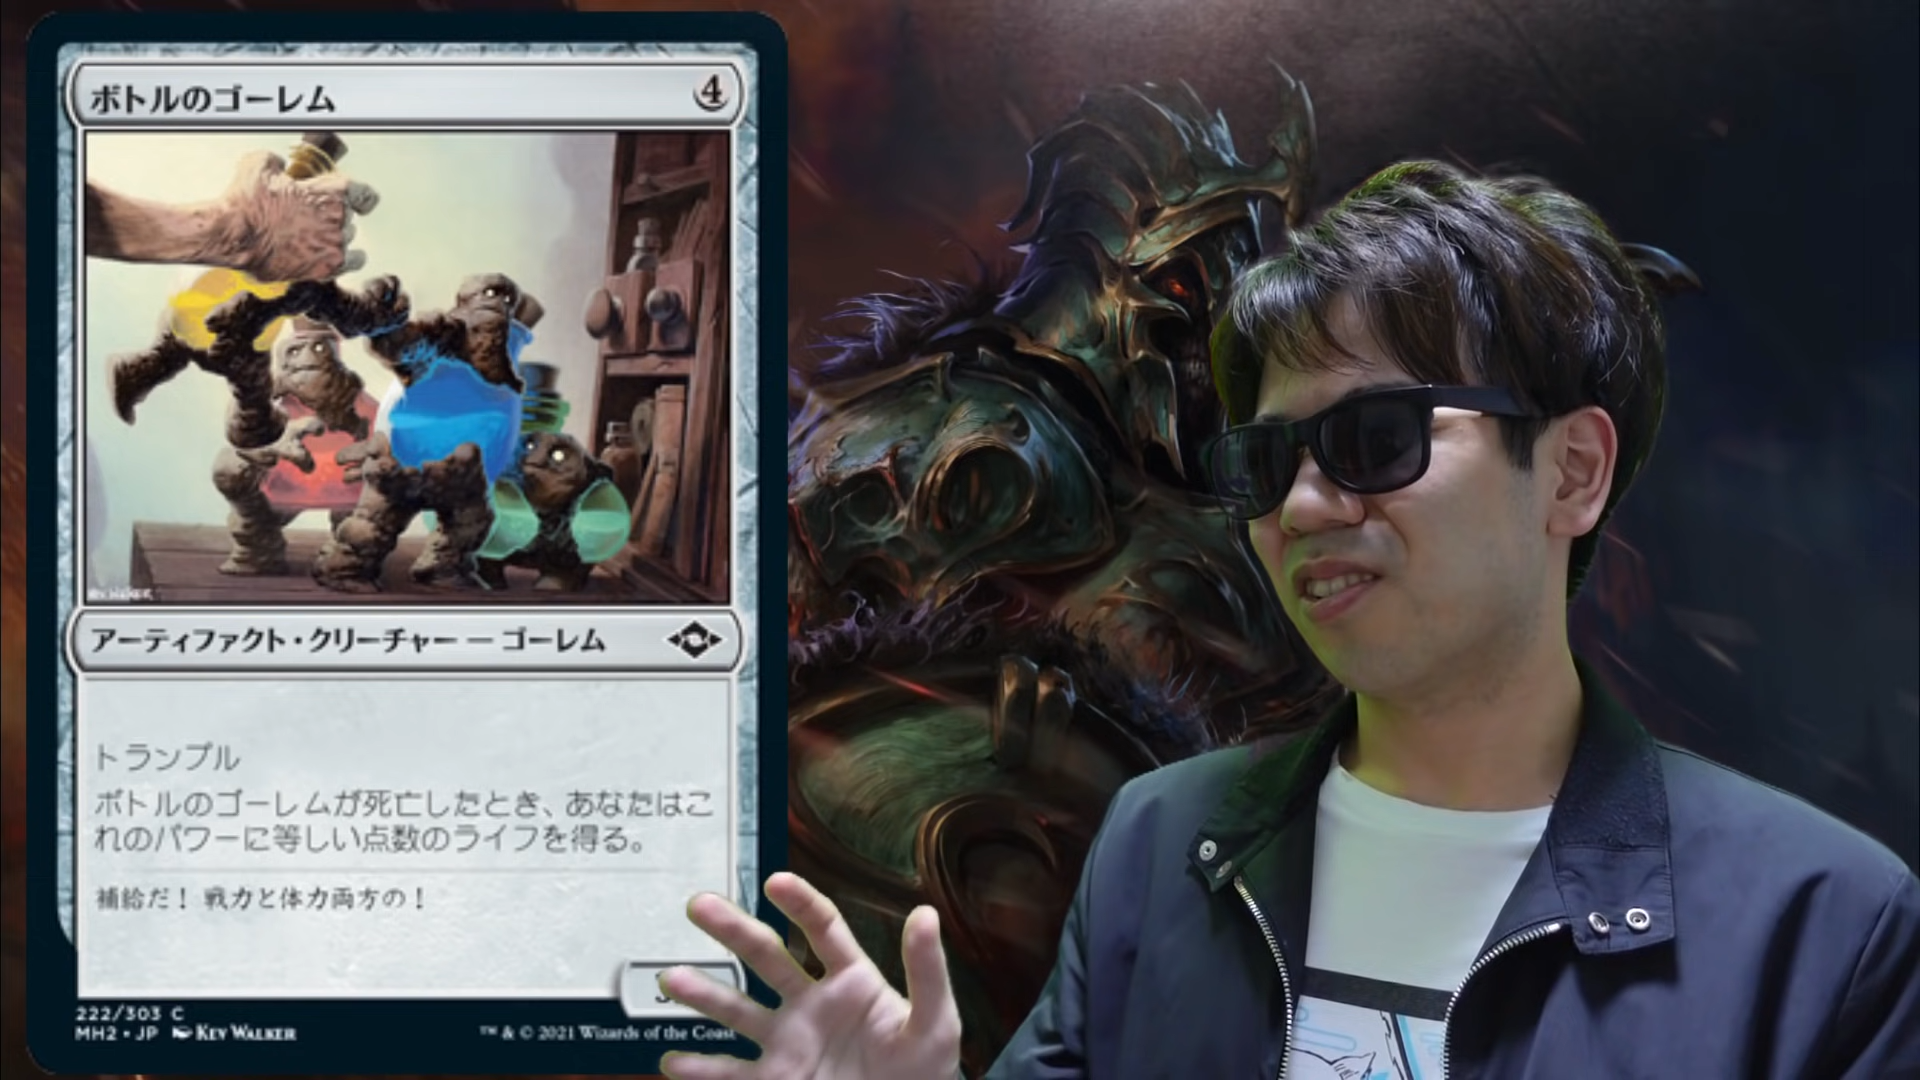 ボトルのゴーレム
4
アーティファクト・クリーチャー ― ゴーレム
トランプル
ボトルのゴーレムが死亡したとき、あなたはこ
れのパワーに等しい点数のライフを得る。
補給だ！ 戦力と体力両方の！
222/303 C
MH2・JP KEV WALKER
™ & © 2021 Wizards of the Coast